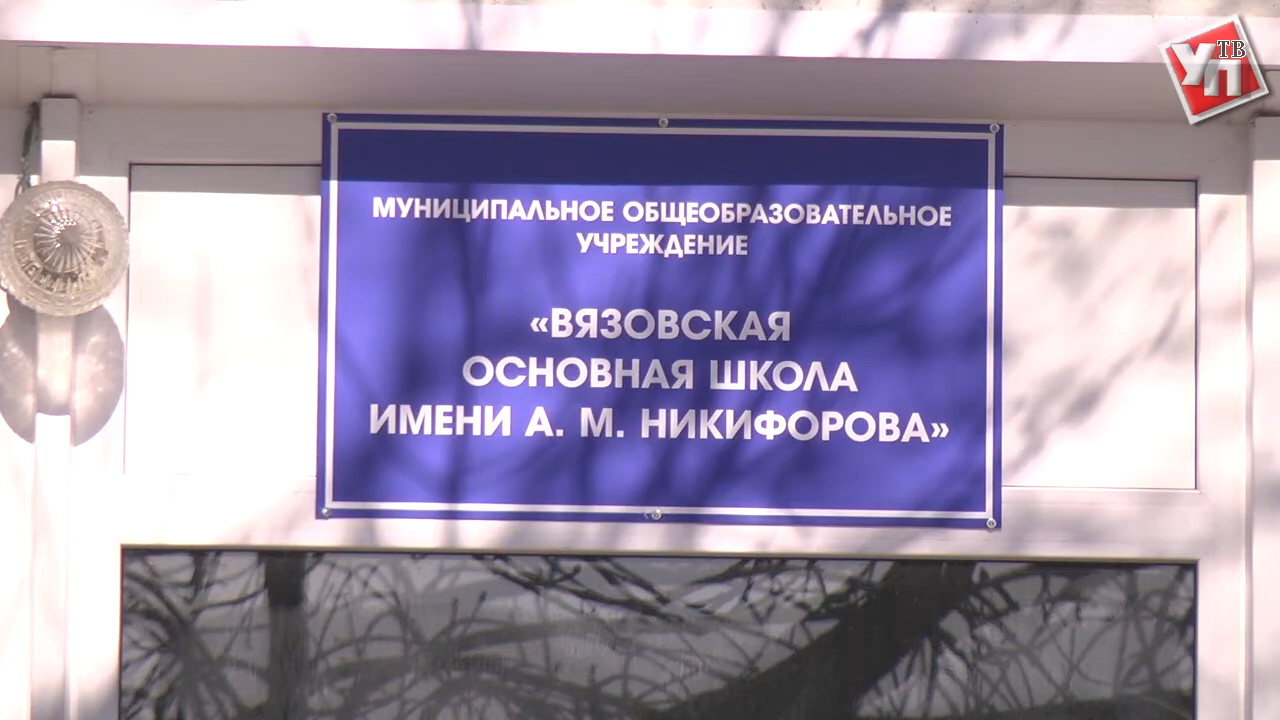 УП
ТВ
МУНИЦИПАЛЬНОЕ ОБЩЕОБРАЗОВАТЕЛЬНОЕ
УЧРЕЖДЕНИЕ
«ВЯЗОВСКАЯ
ОСНОВНАЯ ШКОЛА
ИМЕНИ А. М. НИКИФОРОВА»